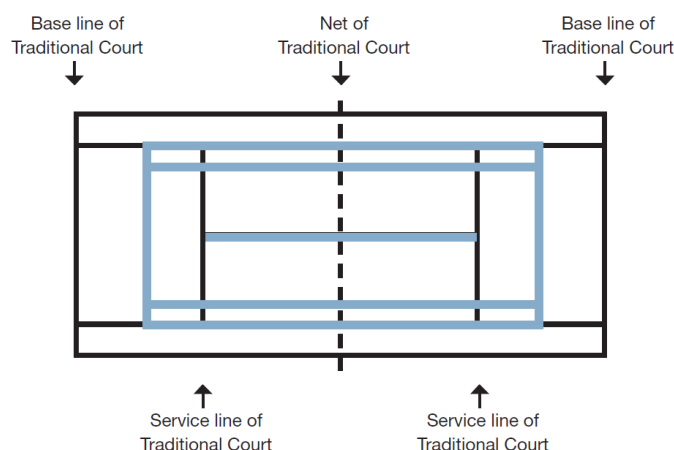 Base line of
Traditional Court
Net of
Traditional Court
Base line of
Traditional Court
Service line of
Traditional Court
Service line of
Traditional Court